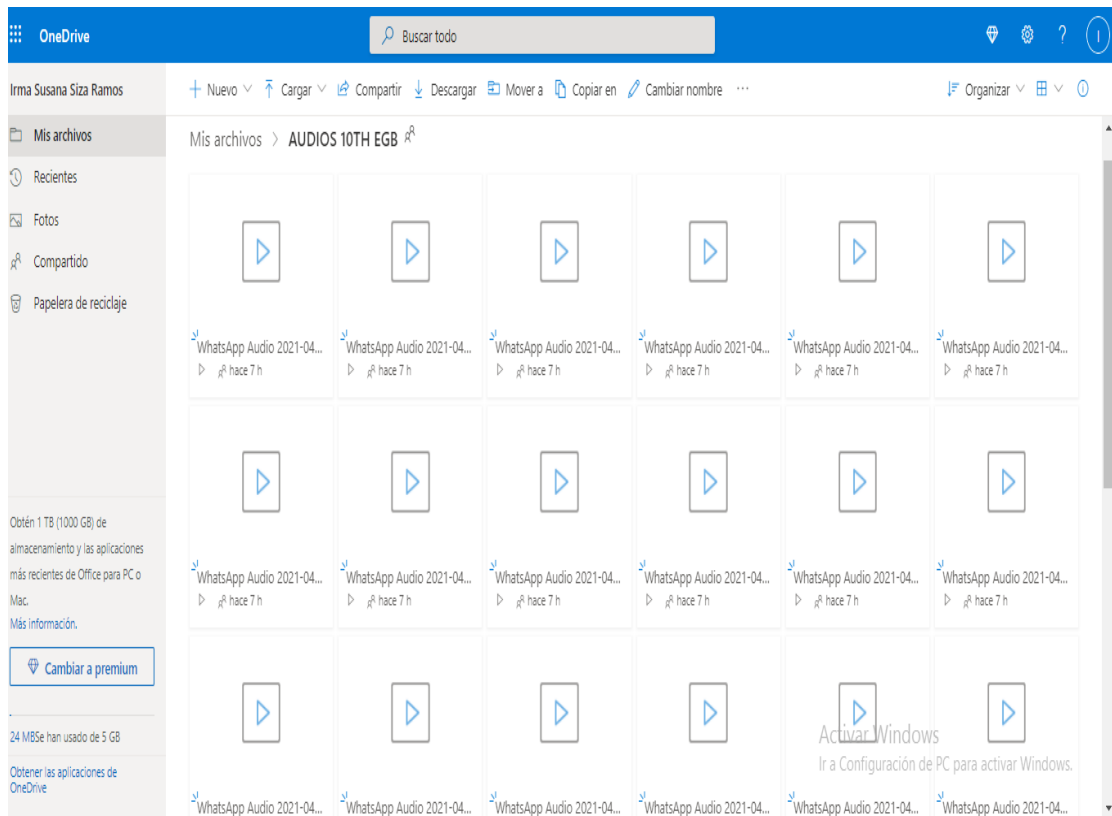 OneDrive
Buscar todo
?
I
Irma Susana Siza Ramos
Nuevo
Cargar
Compartir
Descargar
Mover a
Copiar en
Cambiar nombre
...
Organizar
Mis archivos
Recientes
Fotos
Compartido
Papelera de reciclaje
Obtén 1 TB (1000 GB) de
almacenamiento y las aplicaciones
más recientes de Office para PC o
Mac.
Más información.
Cambiar a premium
24 MBSe han usado de 5 GB
Obtener las aplicaciones de
OneDrive
Mis archivos > AUDIOS 10TH EGB
WhatsApp Audio 2021-04...
hace 7 h
WhatsApp Audio 2021-04...
hace 7 h
WhatsApp Audio 2021-04...
hace 7 h
WhatsApp Audio 2021-04...
hace 7 h
WhatsApp Audio 2021-04...
hace 7 h
WhatsApp Audio 2021-04...
hace 7 h
WhatsApp Audio 2021-04...
hace 7 h
WhatsApp Audio 2021-04...
hace 7 h
WhatsApp Audio 2021-04...
hace 7 h
WhatsApp Audio 2021-04...
hace 7 h
WhatsApp Audio 2021-04...
hace 7 h
WhatsApp Audio 2021-04...
hace 7 h
WhatsApp Audio 2021-04...
WhatsApp Audio 2021-04...
WhatsApp Audio 2021-04...
WhatsApp Audio 2021-04...
WhatsApp Audio 2021-04...
WhatsApp Audio 2021-04...
Activar Windows
Ir a Configuración de PC para activar Windows.